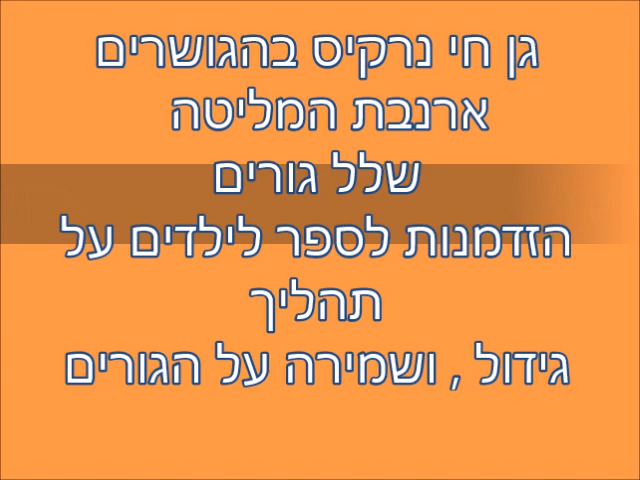 גן חי נרקיס בהגושרים
ארנבת המליטה
שלל גורים
הזדמנות לספר לילדים על
תהליך
גידול , ושמירה על הגורים